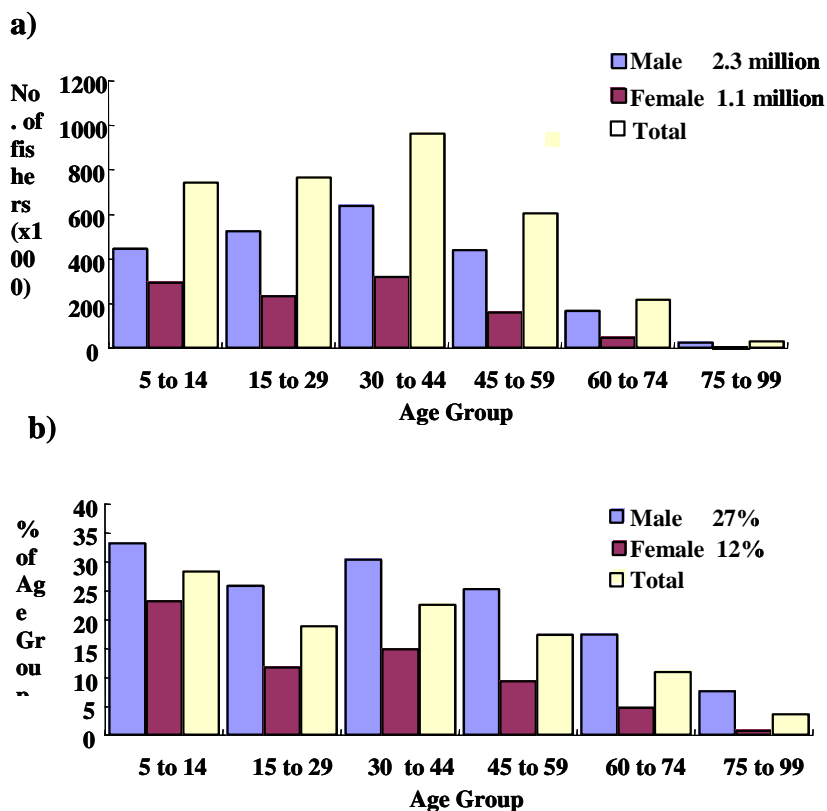 a)
No
. of
fis
he
rs
(x1
00
0)
1200
1000
800
600
400
200
0
Male 2.3 million
Female 1.1 million
Total
5 to 14 15 to 29 30 to 44 45 to 59 60 to 74 75 to 99
Age Group
b)
%
of
Ag
e
Gr
ou
40
35
30
25
20
15
10
5
0
Male 27%
Female 12%
Total
5 to 14 15 to 29 30 to 44 45 to 59 60 to 74 75 to 99
Age Group